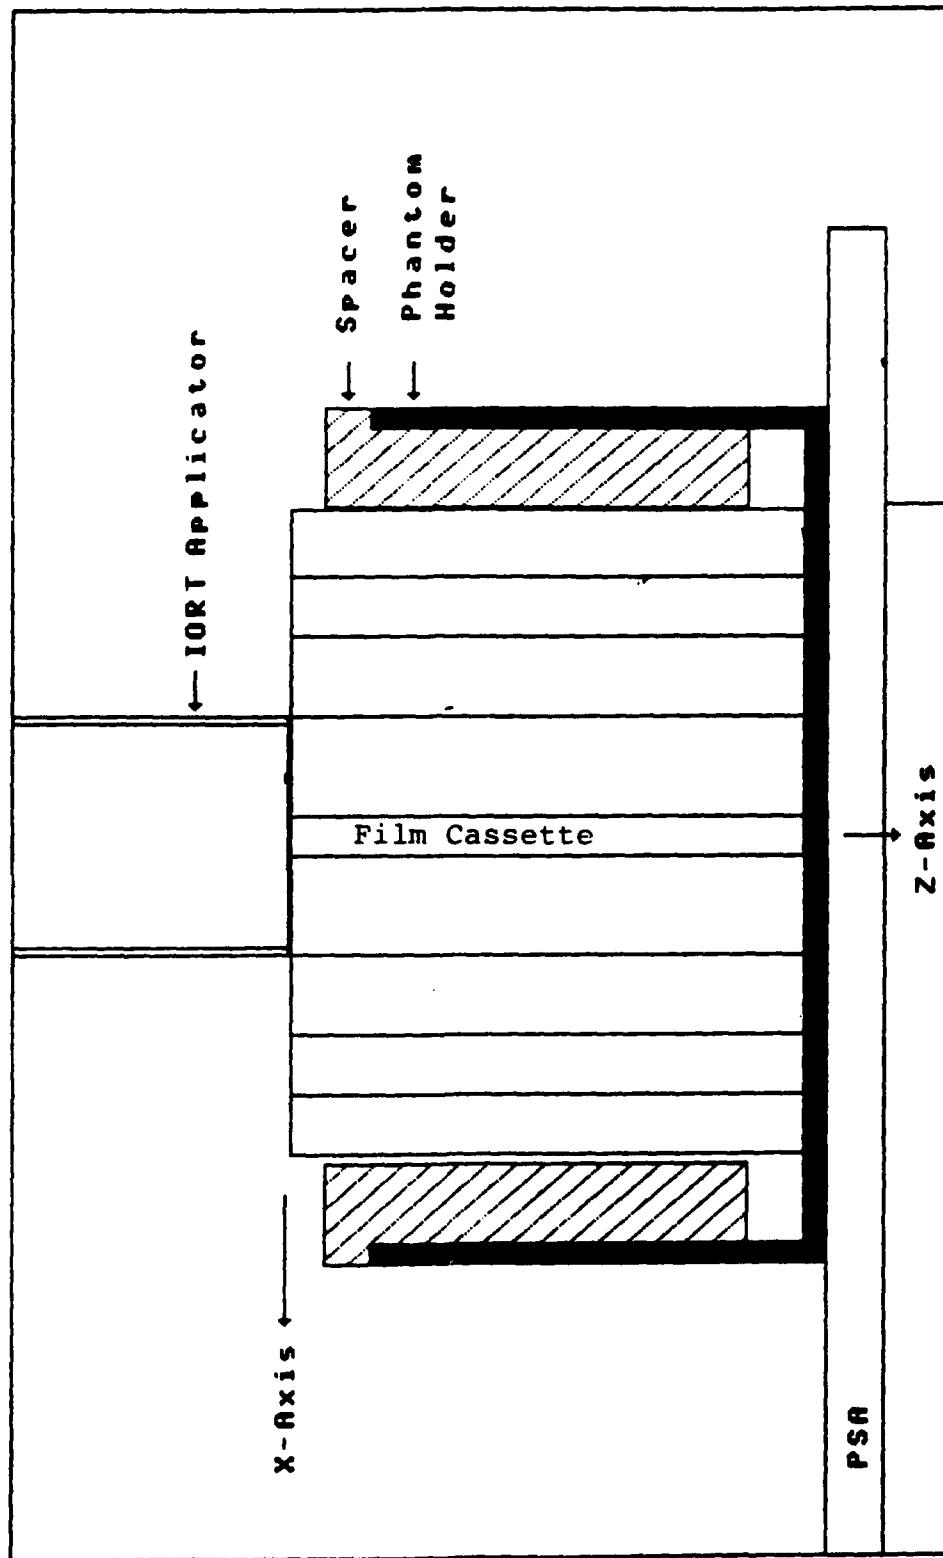 IORT Applicator
Spacer
Phantom
Holder
Film Cassette
X-Axis
Z-Axis
PSA